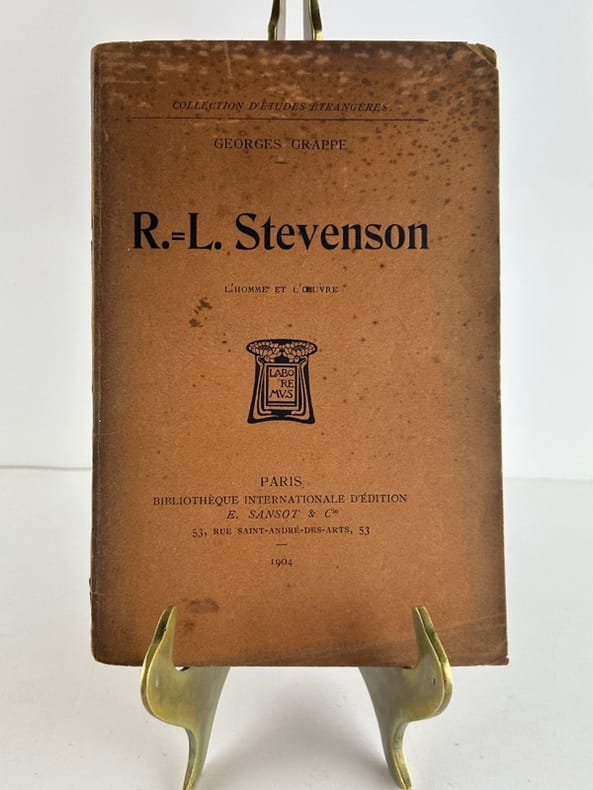 COLLECTION D'ÉTUDES ÉTRANGÈRES
GEORGES GRAPPE
R.=L. Stevenson
L'HOMME ET L'ŒUVRE
LABO
RE
MVS
PARIS
BIBLIOTHÈQUE INTERNATIONALE D'ÉDITION
E. SANSOT & Cie
53, RUE SAINT-ANDRÉ-DES-ARTS, 53
1904